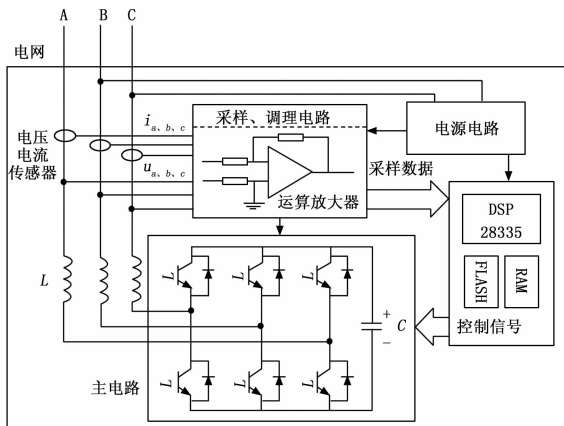 A B C
电网
电压
电流
传感器
i a、b、c
u a、b、c
采样、调理电路
运算放大器
电源电路
采样数据
DSP
28335
FLASH
RAM
控制信号
L
L L L
+
C
−
L L L
主电路